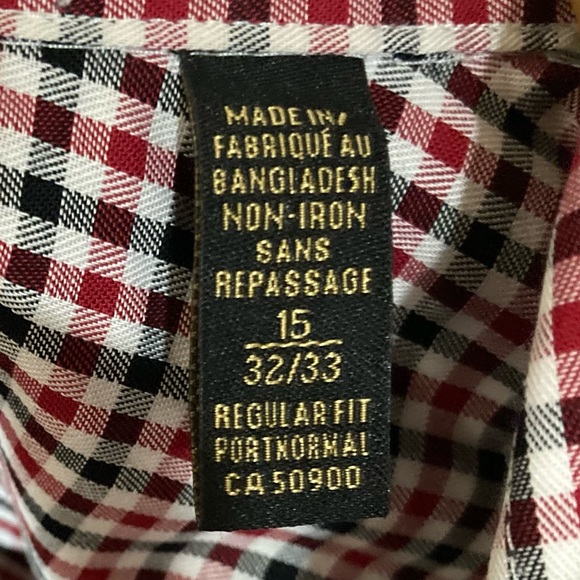 MADE IN/
FABRIQUÉ AU
BANGLADESH
NON-IRON
SANS
REPASSAGE
15
32/33
REGULAR FIT
PORT NORMAL
CA 50900